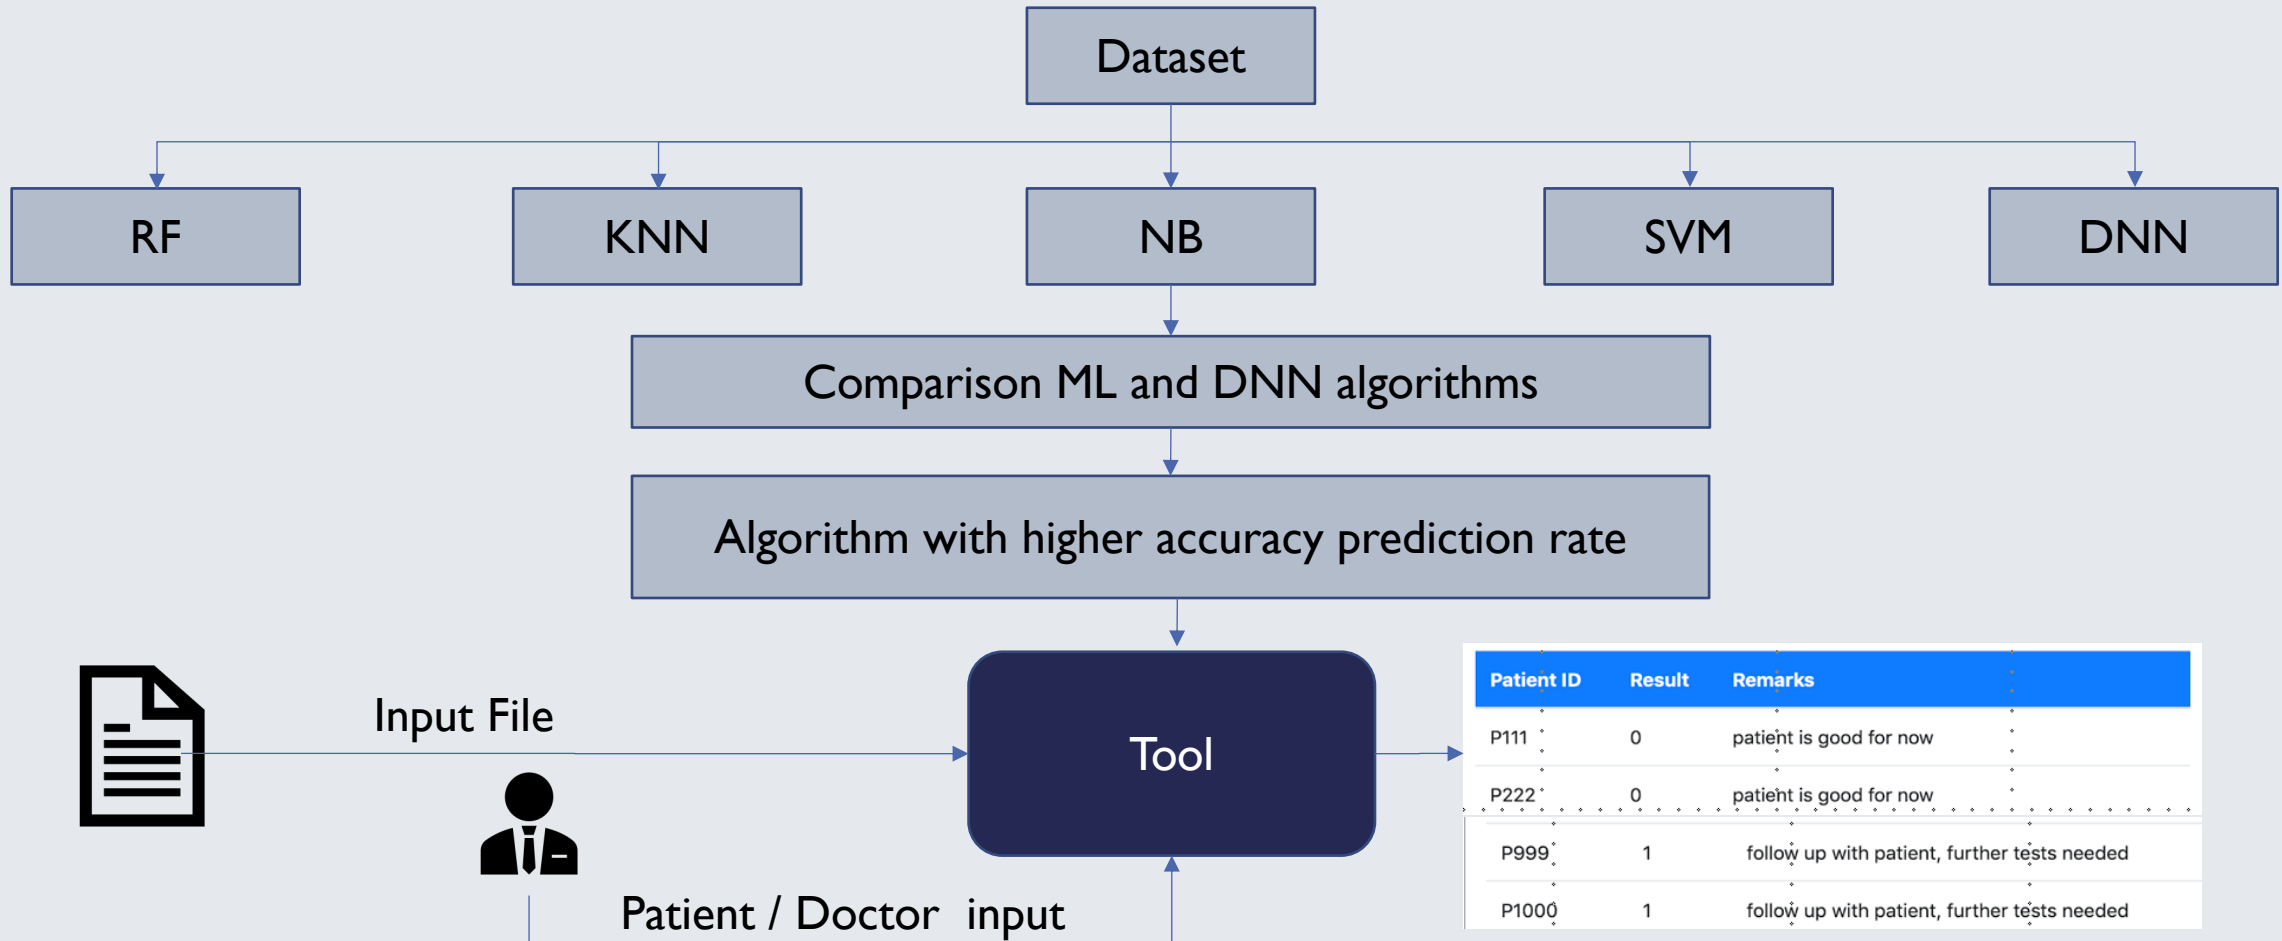 Dataset
RF
KNN
NB
SVM
DNN
Comparison ML and DNN algorithms
Algorithm with higher accuracy prediction rate
Input File
Tool
Patient / Doctor input
Patient ID Result Remarks
P111 0 patient is good for now
P222 0 patient is good for now
P999 1 follow up with patient, further tests needed
P1000 1 follow up with patient, further tests needed